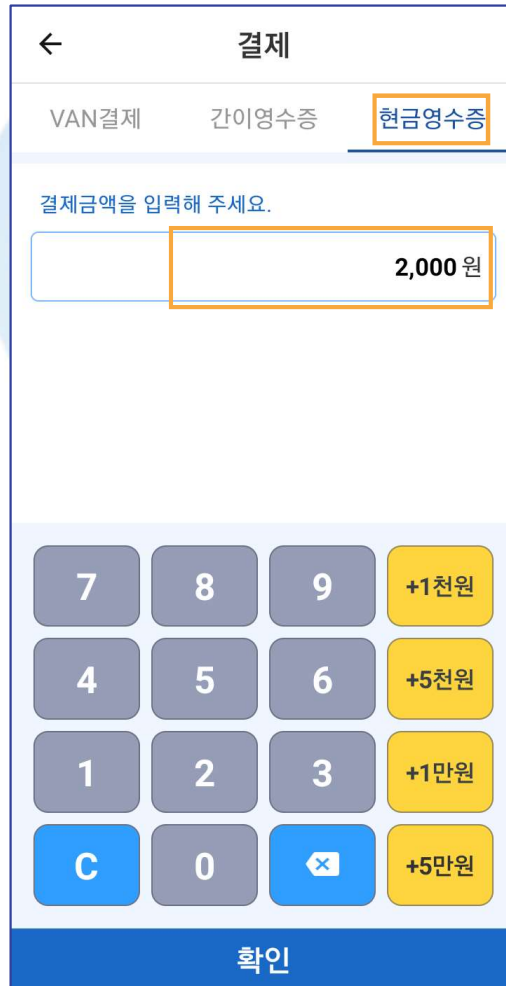 결제
VAN결제 간이영수증 현금영수증
결제금액을 입력해 주세요.
2,000 원
7 8 9 +1천원
4 5 6 +5천원
1 2 3 +1만원
C 0 +5만원
확인